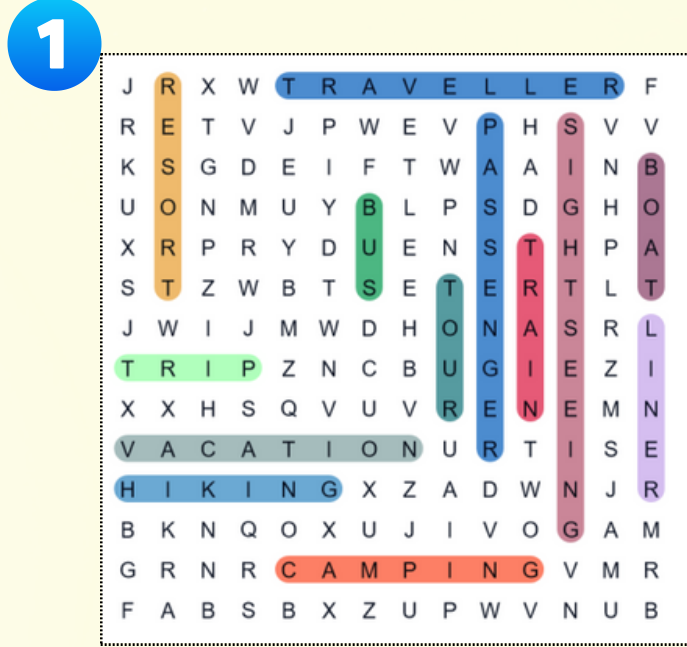 1
J R X W T R A V E L L E R F
R E T V J P W E V P H S V V
K S G D E I F T W A A I N B
U O N M U Y B L P S D G H O
X R P R Y D U E N S T H P A
S T Z W B T S E T E R T L T
J W I J M W D H O N A S R L
T R I P Z N C B U G I E Z I
X X H S Q V U V R E N E M N
V A C A T I O N U R T I S E
H I K I N G X Z A D W N J R
B K N Q O X U J I V O G A M
G R N R C A M P I N G V M R
F A B S B X Z U P W V N U B